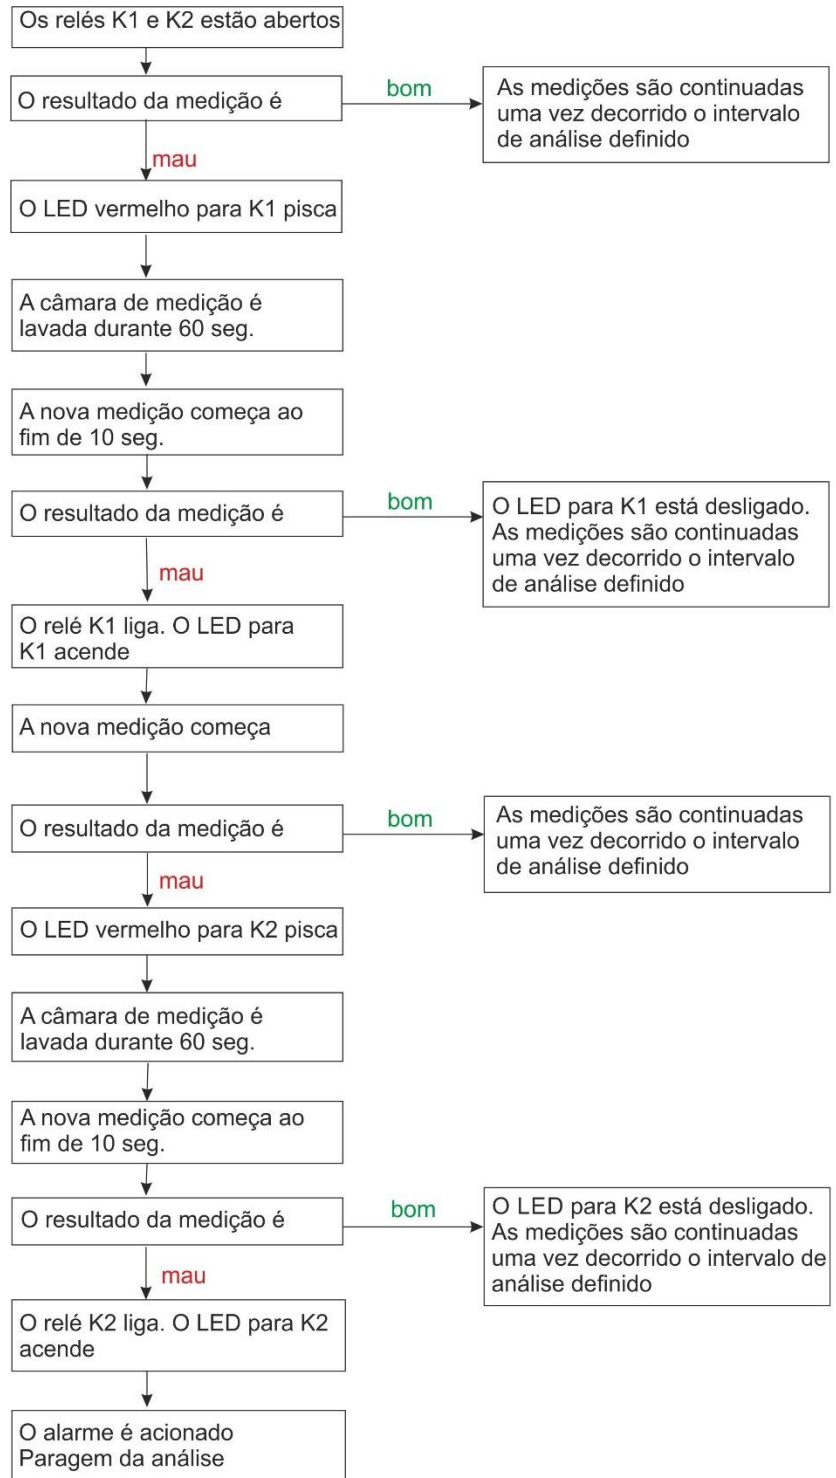 Os relés K1 e K2 estão abertos
O resultado da medição é
bom
As medições são continuadas
uma vez decorrido o intervalo
de análise definido
mau
O LED vermelho para K1 pisca
A câmara de medição é
lavada durante 60 seg.
A nova medição começa ao
fim de 10 seg.
O resultado da medição é
bom
O LED para K1 está desligado.
As medições são continuadas
uma vez decorrido o intervalo
de análise definido
mau
O relé K1 liga. O LED para
K1 acende
A nova medição começa
O resultado da medição é
bom
As medições são continuadas
uma vez decorrido o intervalo
de análise definido
mau
O LED vermelho para K2 pisca
A câmara de medição é
lavada durante 60 seg.
A nova medição começa ao
fim de 10 seg.
O resultado da medição é
bom
O LED para K2 está desligado.
As medições são continuadas
uma vez decorrido o intervalo de
análise definido
mau
O relé K2 liga. O LED para K2
acende
O alarme é acionado
Paragem da análise